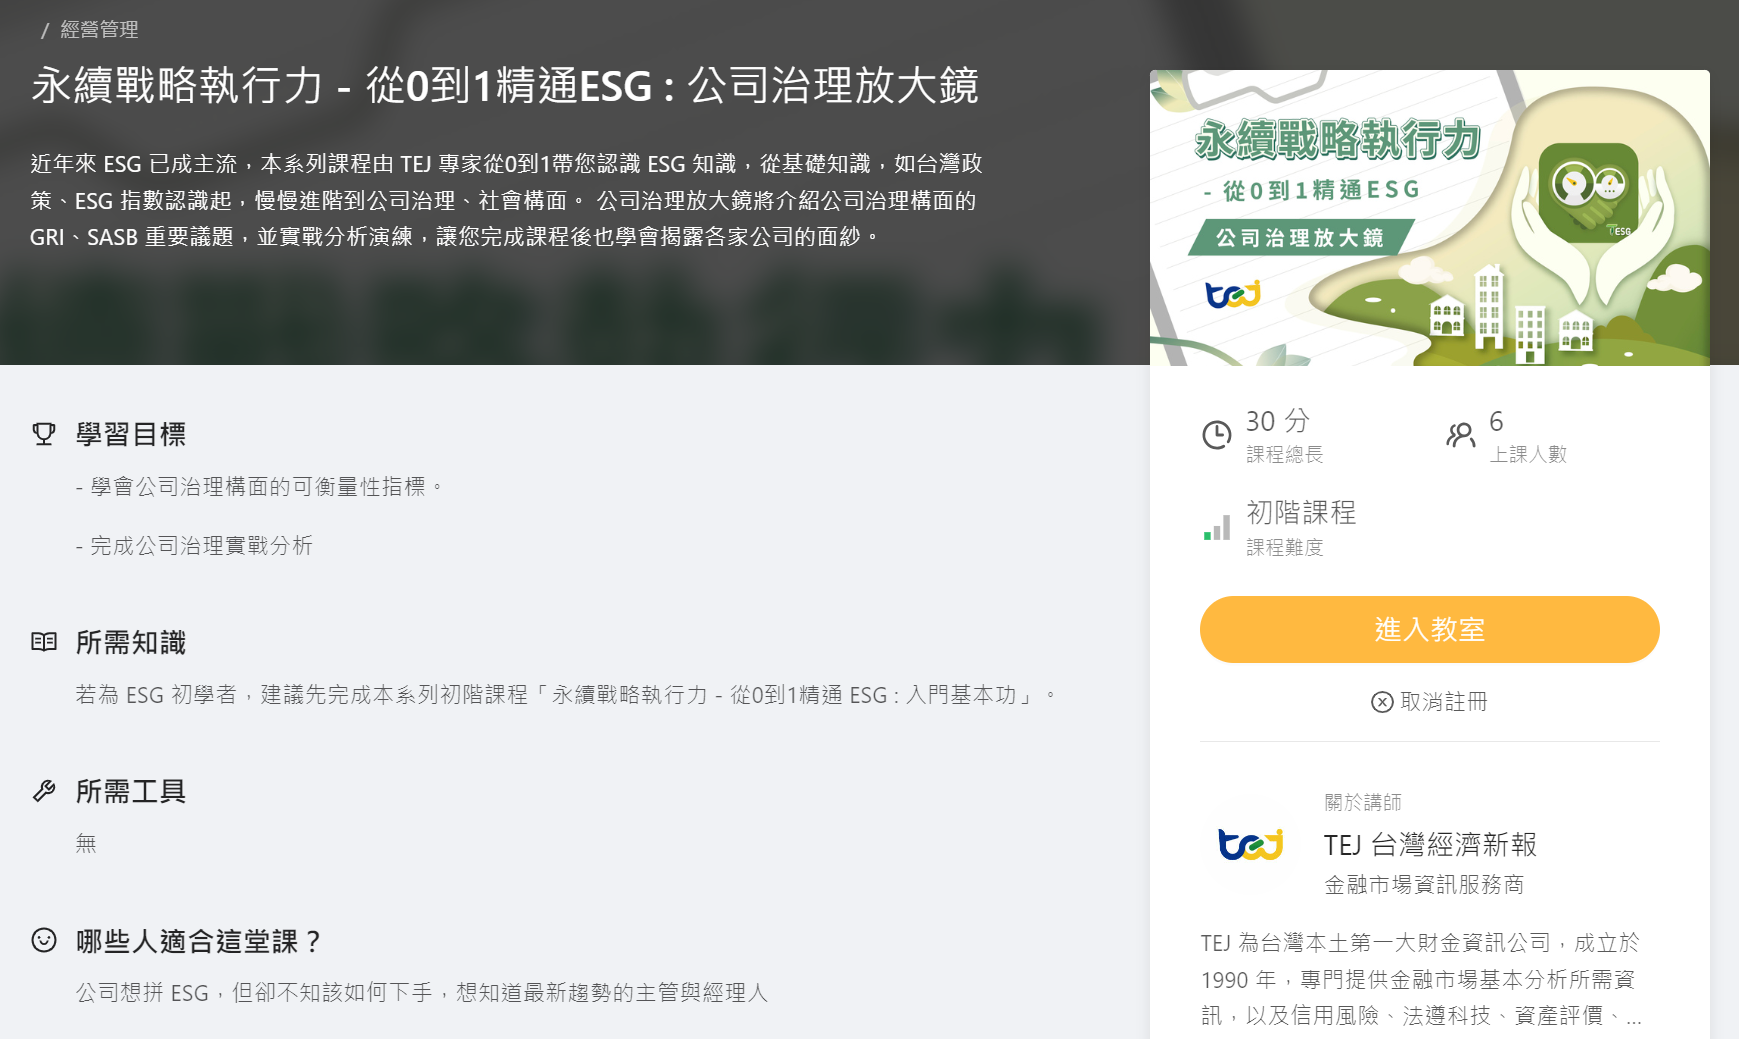 / 經營管理
永續戰略執行力 - 從0到1精通ESG : 公司治理放大鏡
近年來 ESG 已成主流，本系列課程由 TEJ 專家從0到1帶您認識 ESG 知識，從基礎知識，如台灣政
策、ESG 指數認識起，慢慢進階到公司治理、社會構面。 公司治理放大鏡將介紹公司治理構面的
GRI、SASB 重要議題，並實戰分析演練，讓您完成課程後也學會揭露各家公司的面紗。
永續戰略執行力
- 從0到1精通ESG
公司治理放大鏡
tej
TESG
學習目標
- 學會公司治理構面的可衡量性指標。
- 完成公司治理實戰分析
所需知識
若為 ESG 初學者，建議先完成本系列初階課程「永續戰略執行力 - 從0到1精通 ESG : 入門基本功」。
所需工具
無
哪些人適合這堂課？
公司想拼 ESG，但卻不知該如何下手，想知道最新趨勢的主管與經理人
30 分
課程總長
6
上課人數
初階課程
課程難度
進入教室
取消註冊
tej
關於講師
TEJ 台灣經濟新報
金融市場資訊服務商
TEJ 為台灣本土第一大財金資訊公司，成立於
1990 年，專門提供金融市場基本分析所需資
訊，以及信用風險、法遵科技、資產評價、...